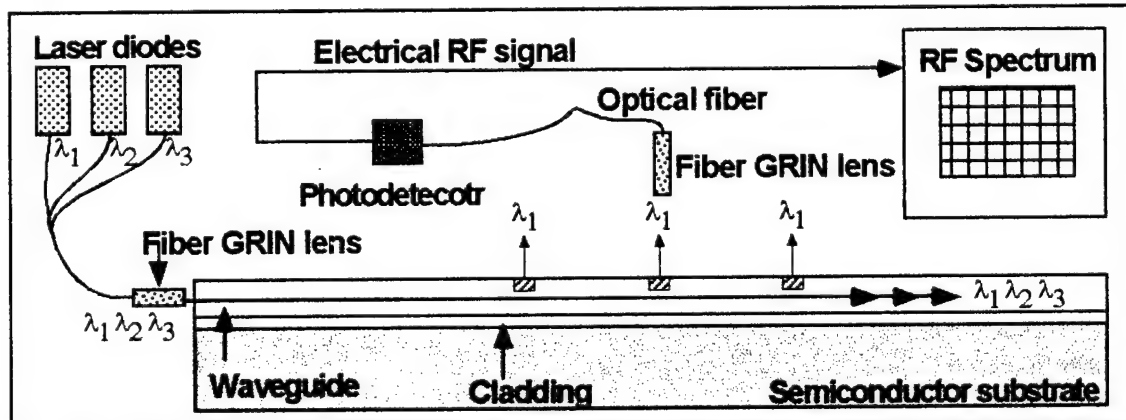 Laser diodes
Electrical RF signal
RF Spectrum
Optical fiber
λ1 λ2 λ3
Photodetecotr
Fiber GRIN lens
λ1 λ1 λ1
Fiber GRIN lens
λ1 λ2 λ3
λ1 λ2 λ3
Waveguide
Cladding
Semiconductor substrate